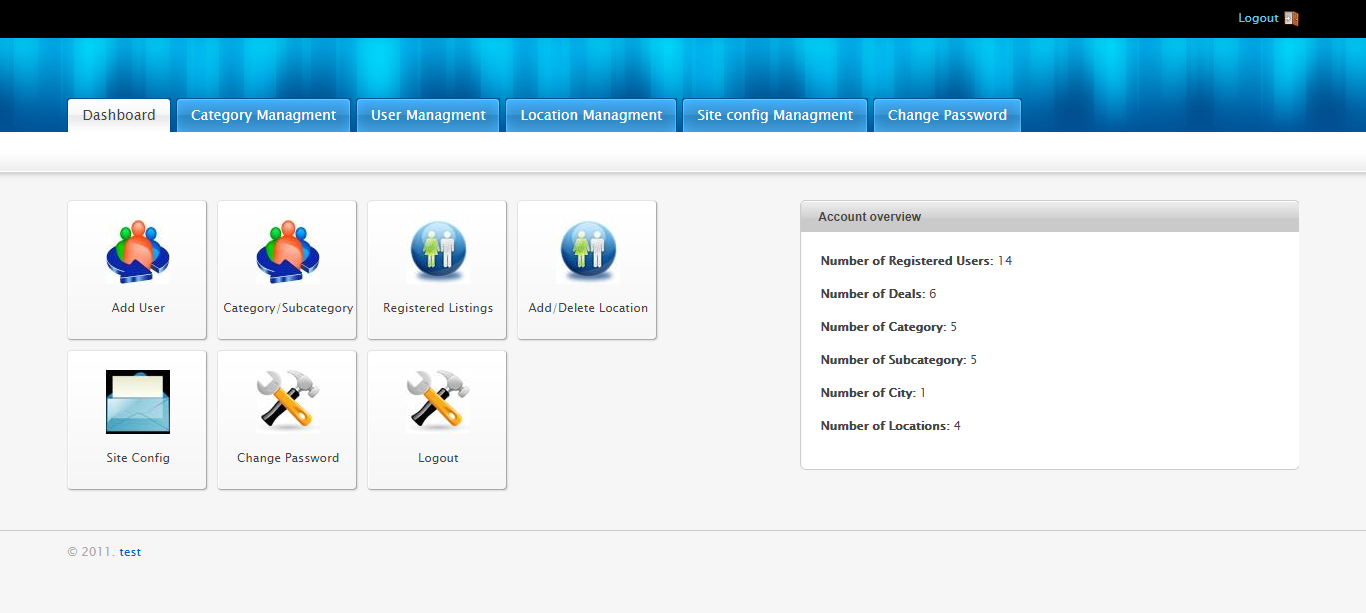 Logout
Dashboard Category Managment User Managment Location Managment Site config Managment Change Password
Add User Category/Subcategory Registered Listings Add/Delete Location
Site Config Change Password Logout
Account overview
Number of Registered Users: 14
Number of Deals: 6
Number of Category: 5
Number of Subcategory: 5
Number of City: 1
Number of Locations: 4
© 2011. test